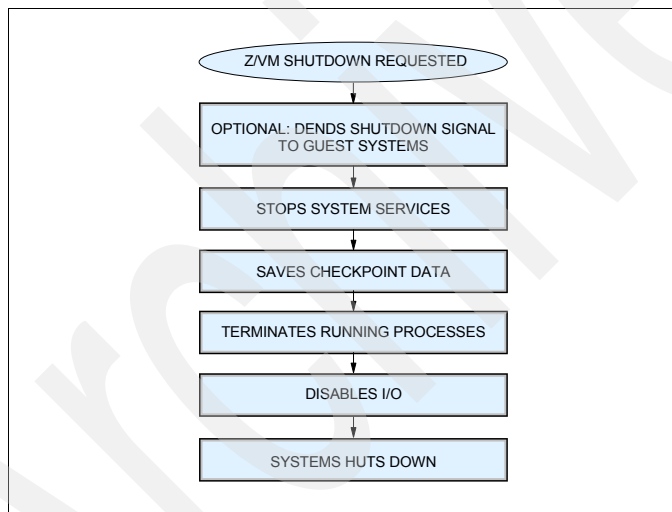 Z/VM SHUTDOWN REQUESTED
OPTIONAL: DENDS SHUTDOWN SIGNAL
TO GUEST SYSTEMS
STOPS SYSTEM SERVICES
SAVES CHECKPOINT DATA
TERMINATES RUNNING PROCESSES
DISABLES I/O
SYSTEMS HUTS DOWN
Archive